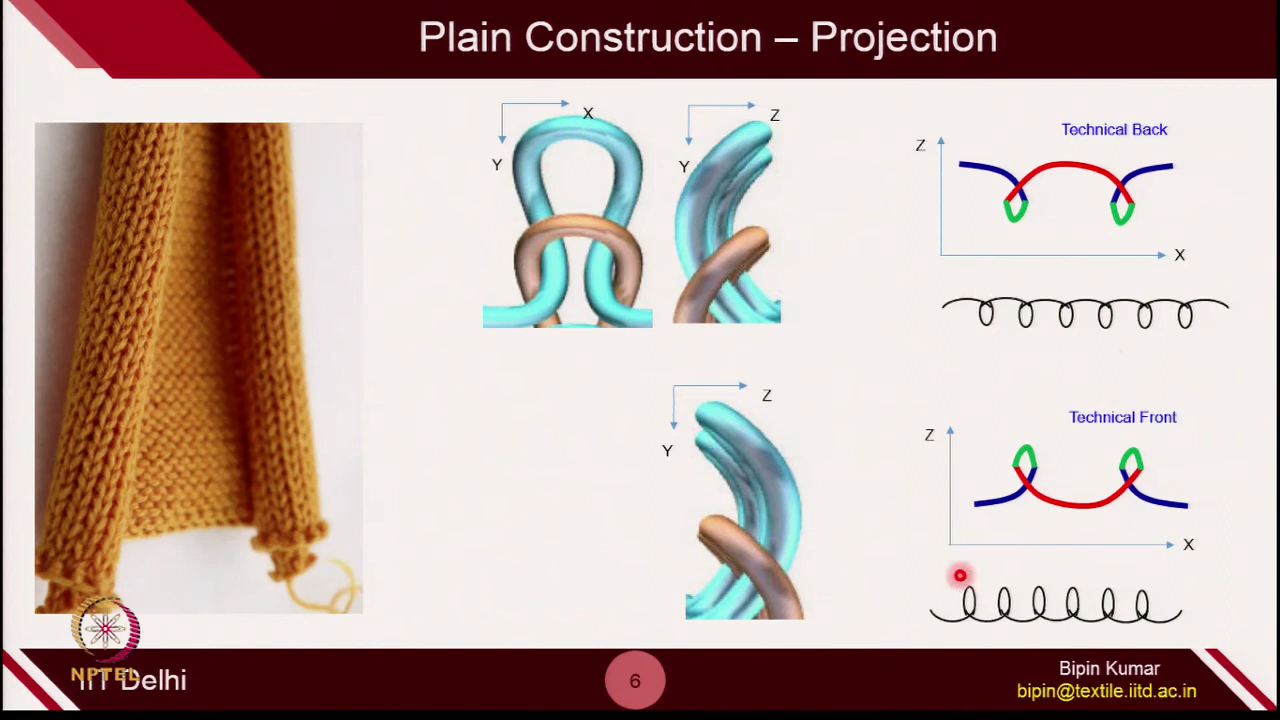 Plain Construction – Projection
X
Y
Z
Y
Technical Back
Z
X
Z
Y
Technical Front
Z
X
NPTEL
IIT Delhi
6
Bipin Kumar
bipin@textile.iitd.ac.in